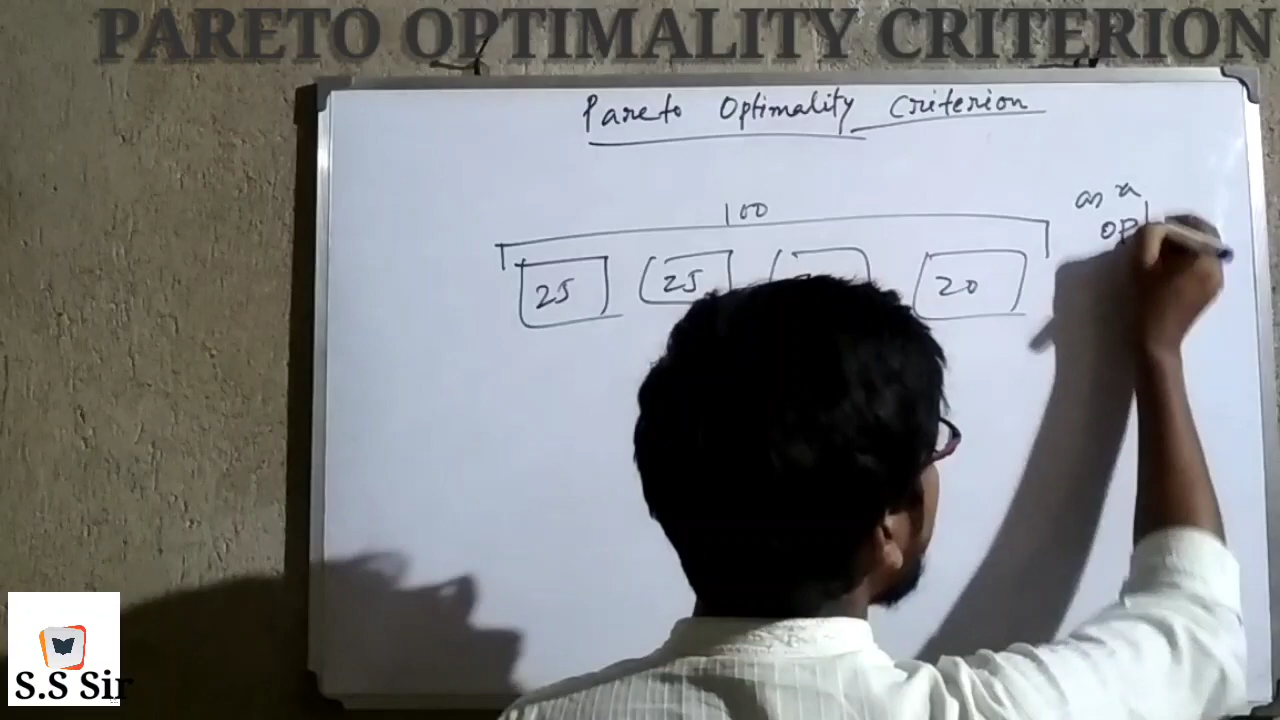 PARETO OPTIMALITY CRITERION
Pareto Optimality Criterion
100
25 25 20
S.S Sir